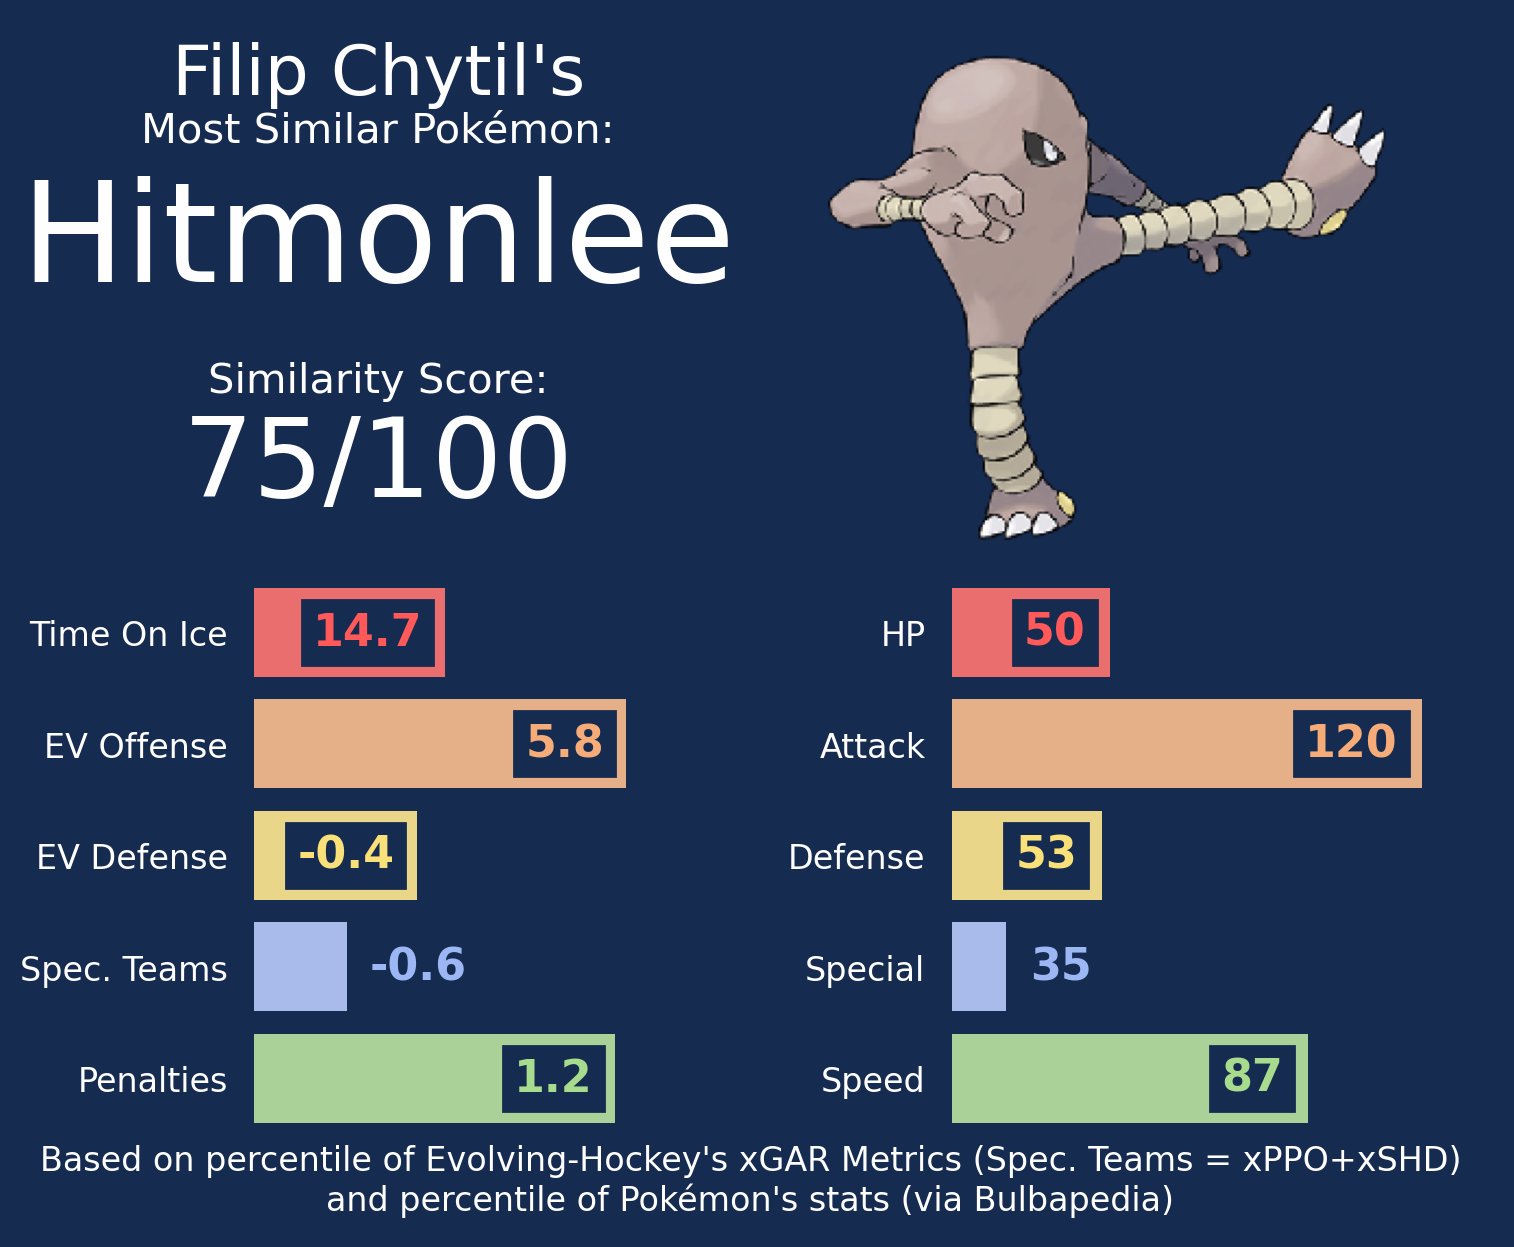 Filip Chytil's
Most Similar Pokémon:
Hitmonlee
Similarity Score:
75/100
Time On Ice 14.7
EV Offense 5.8
EV Defense -0.4
Spec. Teams -0.6
Penalties 1.2
HP 50
Attack 120
Defense 53
Special 35
Speed 87
Based on percentile of Evolving-Hockey's xGAR Metrics (Spec. Teams = xPPO+xSHD)
and percentile of Pokémon's stats (via Bulbapedia)